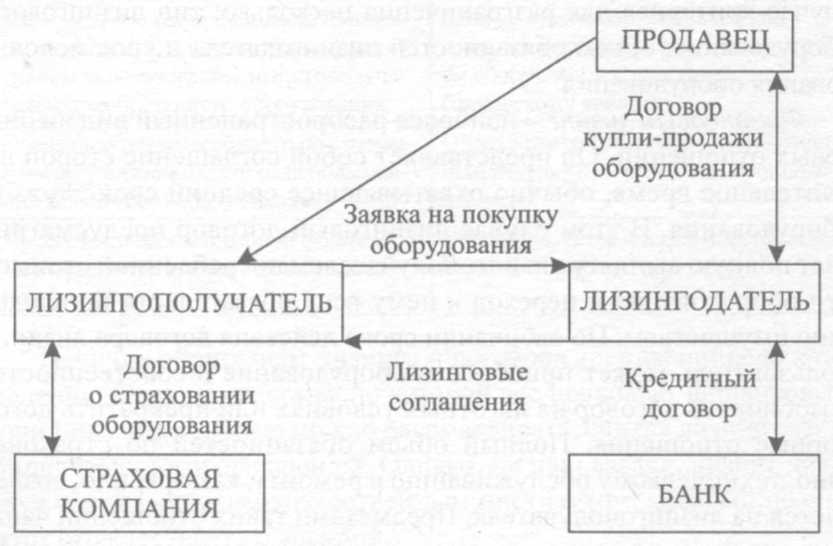 ПРОДАВЕЦ
Договор
купли-продажи
оборудования
Заявка на покупку
оборудования
ЛИЗИНГОПОЛУЧАТЕЛЬ
ЛИЗИНГОДАТЕЛЬ
Договор
о страховании
оборудования
Лизинговые
соглашения
Кредитный
договор
СТРАХОВАЯ
КОМПАНИЯ
БАНК